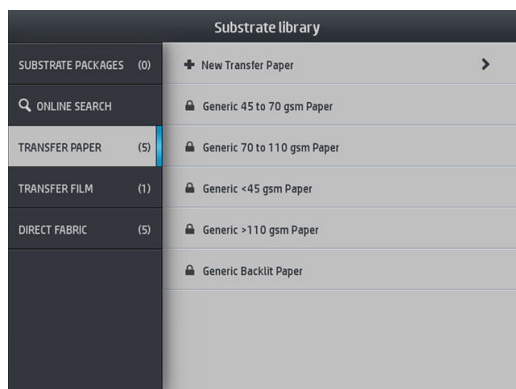 Substrate library
SUBSTRATE PACKAGES (0)
ONLINE SEARCH
TRANSFER PAPER (5)
TRANSFER FILM (1)
DIRECT FABRIC (5)
New Transfer Paper
Generic 45 to 70 gsm Paper
Generic 70 to 110 gsm Paper
Generic <45 gsm Paper
Generic >110 gsm Paper
Generic Backlit Paper